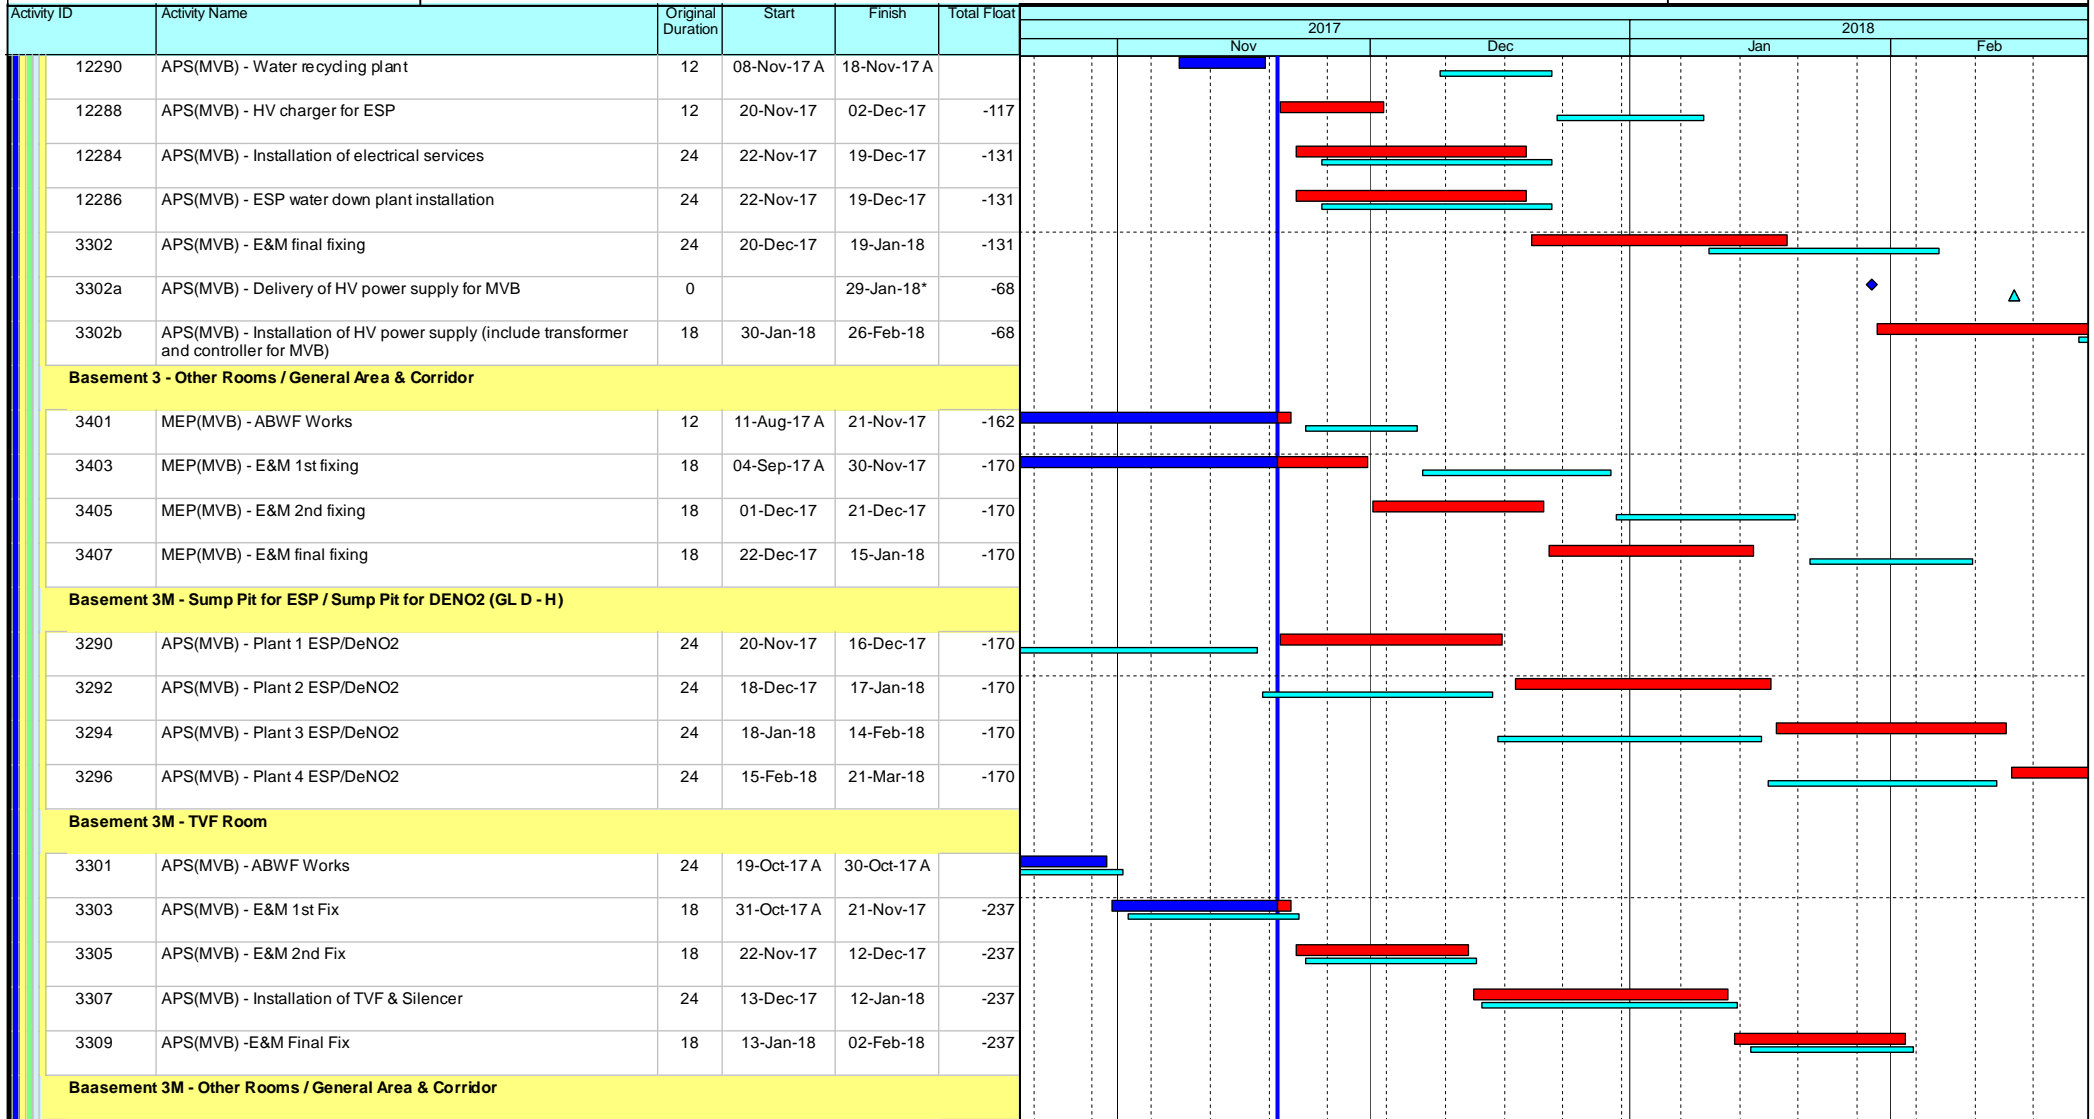 Activity ID Activity Name Original Duration Start Finish Total Float
2017 2018
Nov Dec Jan Feb
12290 APS(MVB) - Water recycling plant 12 08-Nov-17 A 18-Nov-17 A
12288 APS(MVB) - HV charger for ESP 12 20-Nov-17 02-Dec-17 -117
12284 APS(MVB) - Installation of electrical services 24 22-Nov-17 19-Dec-17 -131
12286 APS(MVB) - ESP water down plant installation 24 22-Nov-17 19-Dec-17 -131
3302 APS(MVB) - E&M final fixing 24 20-Dec-17 19-Jan-18 -131
3302a APS(MVB) - Delivery of HV power supply for MVB 0 29-Jan-18* -68
3302b APS(MVB) - Installation of HV power supply (include transformer 18 30-Jan-18 26-Feb-18 -68
and controller for MVB)
Basement 3 - Other Rooms / General Area & Corridor
3401 MEP(MVB) - ABWF Works 12 11-Aug-17 A 21-Nov-17 -162
3403 MEP(MVB) - E&M 1st fixing 18 04-Sep-17 A 30-Nov-17 -170
3405 MEP(MVB) - E&M 2nd fixing 18 01-Dec-17 21-Dec-17 -170
3407 MEP(MVB) - E&M final fixing 18 22-Dec-17 15-Jan-18 -170
Basement 3M - Sump Pit for ESP / Sump Pit for DENO2 (GL D - H)
3290 APS(MVB) - Plant 1 ESP/DeNO2 24 20-Nov-17 16-Dec-17 -170
3292 APS(MVB) - Plant 2 ESP/DeNO2 24 18-Dec-17 17-Jan-18 -170
3294 APS(MVB) - Plant 3 ESP/DeNO2 24 18-Jan-18 14-Feb-18 -170
3296 APS(MVB) - Plant 4 ESP/DeNO2 24 15-Feb-18 21-Mar-18 -170
Basement 3M - TVF Room
3301 APS(MVB) - ABWF Works 24 19-Oct-17 A 30-Oct-17 A
3303 APS(MVB) - E&M 1st Fix 18 31-Oct-17 A 21-Nov-17 -237
3305 APS(MVB) - E&M 2nd Fix 18 22-Nov-17 12-Dec-17 -237
3307 APS(MVB) - Installation of TVF & Silencer 24 13-Dec-17 12-Jan-18 -237
3309 APS(MVB) -E&M Final Fix 18 13-Jan-18 02-Feb-18 -237
Baasement 3M - Other Rooms / General Area & Corridor